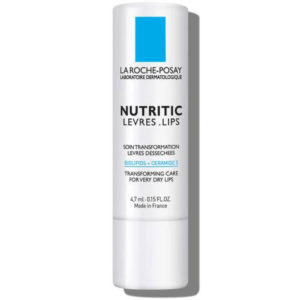 LA ROCHE-POSAY
LABORATOIRE DERMATOLOGIQUE
NUTRITIC
LEVRES.LIPS
SOIN TRANSFORMATION
LEVRES DESSECHEES
BIOLIPIDS + CERAMIDE 5
TRANSFORMING CARE
FOR VERY DRY LIPS
4,7 ml - 0.15 FL.OZ.
Made in France